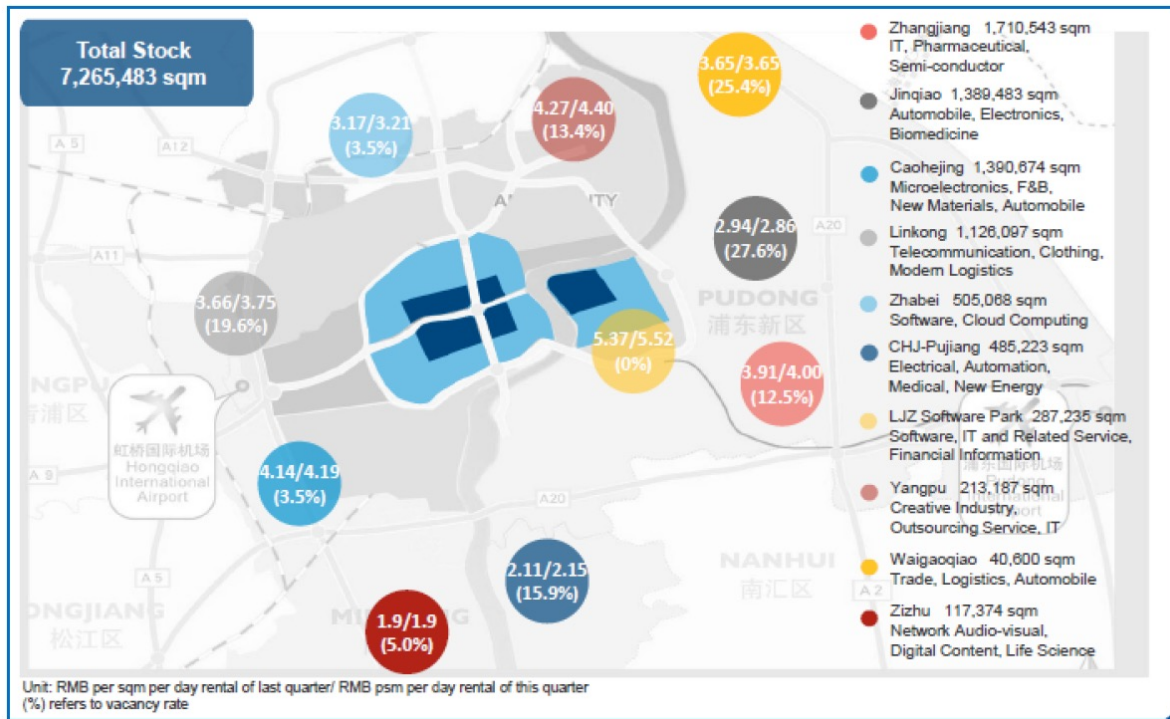 Total Stock
7,265,483 sqm
3.65/3.65
(25.4%)
4.27/4.40
(13.4%)
3.17/3.21
(3.5%)
2.94/2.86
(27.6%)
3.66/3.75
(19.6%)
5.37/5.52
(0%)
3.91/4.00
(12.5%)
4.14/4.19
(3.5%)
2.11/2.15
(15.9%)
1.9/1.9
(5.0%)
A 5
A12
A11
A20
PUDONG
浦东新区
虹桥国际机场
Hongqiao
International
Airport
A 9
A20
NANHUI
南汇区
A 5
A 2
松江区
浦东国际机场
Zhangjiang 1,710,543 sqm
IT, Pharmaceutical,
Semi-conductor
Jinqiao 1,389,483 sqm
Automobile, Electronics,
Biomedicine
Caohejing 1,390,674 sqm
Microelectronics, F&B,
New Materials, Automobile
Linkong 1,126,097 sqm
Telecommunication, Clothing,
Modern Logistics
Zhabei 505,068 sqm
Software, Cloud Computing
CHJ-Pujiang 485,223 sqm
Electrical, Automation,
Medical, New Energy
LJZ Software Park 287,235 sqm
Software, IT and Related Service,
Financial Information
Yangpu 213,187 sqm
Creative Industry,
Outsourcing Service, IT
Waigaoqiao 40,600 sqm
Trade, Logistics, Automobile
Zizhu 117,374 sqm
Network Audio-visual,
Digital Content, Life Science
Unit: RMB per sqm per day rental of last quarter/ RMB psm per day rental of this quarter
(%) refers to vacancy rate